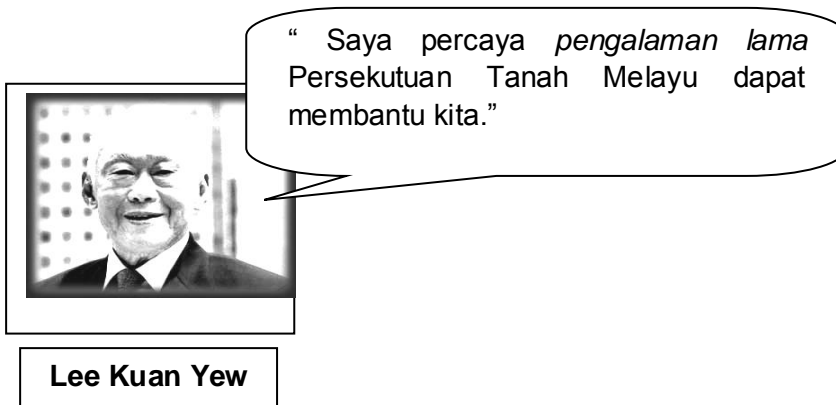 “ Saya percaya pengalaman lama
Persekutuan Tanah Melayu dapat
membantu kita.”
Lee Kuan Yew